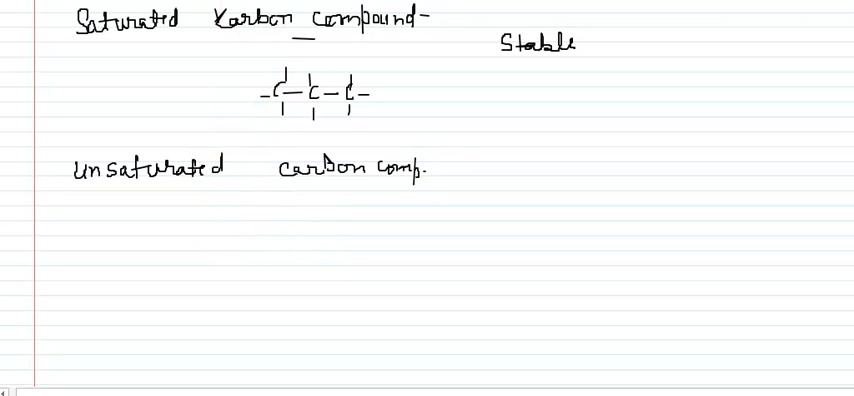 Saturated Karbon compound-
Stable
-C-C-C-
unsaturated carbon comp.